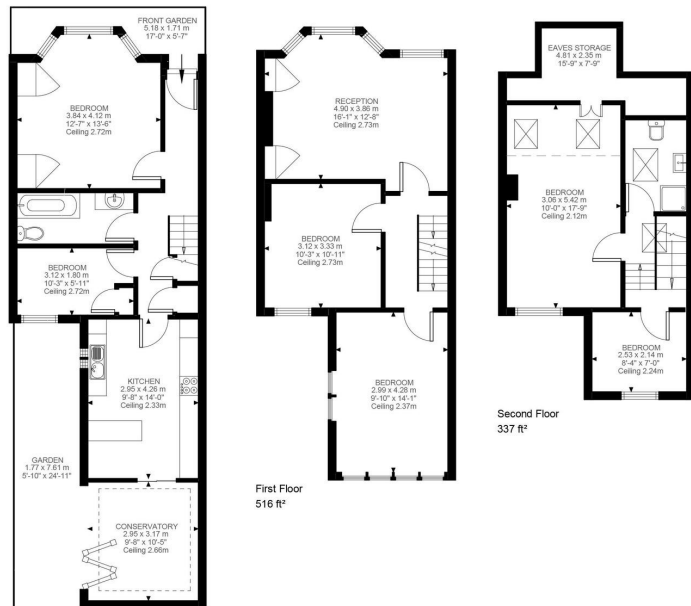 FRONT GARDEN
5.18 x 1.71 m
17'-0" x 5'-7"
BEDROOM
3.84 x 4.12 m
12'-7" x 13'-6"
Ceiling 2.72m
BEDROOM
3.12 x 1.80 m
10'-3" x 5'-11"
Ceiling 2.72m
KITCHEN
2.95 x 4.26 m
9'-8" x 14'-0"
Ceiling 2.33m
GARDEN
1.77 x 7.61 m
5'-10" x 24'-11"
CONSERVATORY
2.95 x 3.17 m
9'-8" x 10'-5"
Ceiling 2.66m
RECEPTION
4.90 x 3.86 m
16'-1" x 12'-8"
Ceiling 2.73m
BEDROOM
3.12 x 3.33 m
10'-3" x 10'-11"
Ceiling 2.73m
BEDROOM
2.99 x 4.28 m
9'-10" x 14'-1"
Ceiling 2.37m
First Floor
516 ft²
EAVES STORAGE
4.81 x 2.35 m
15'-9" x 7'-9"
BEDROOM
3.06 x 5.42 m
10'-0" x 17'-9"
Ceiling 2.12m
BEDROOM
2.53 x 2.14 m
8'-4" x 7'-0"
Ceiling 2.24m
Second Floor
337 ft²